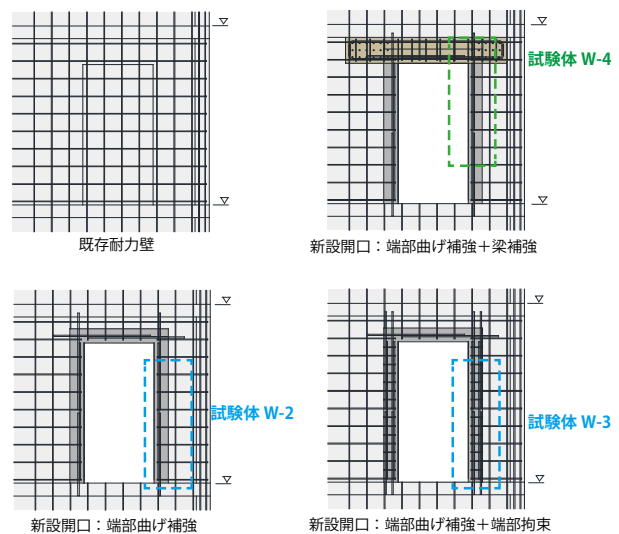 試験体 W-4
既存耐力壁
新設開口：端部曲げ補強＋梁補強
試験体 W-2
試験体 W-3
新設開口：端部曲げ補強
新設開口：端部曲げ補強＋端部拘束